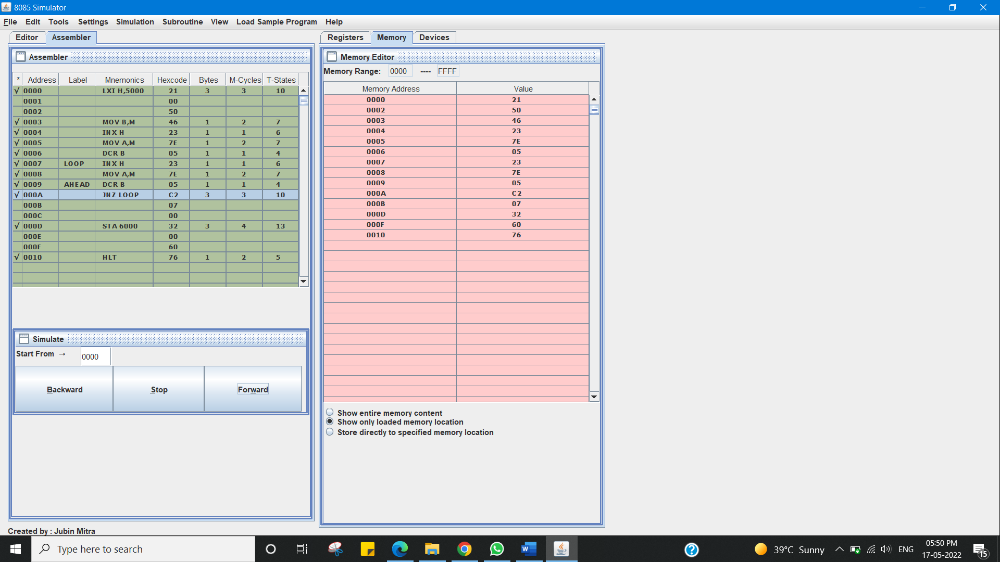 8085 Simulator
File Edit Tools Settings Simulation Subroutine View Load Sample Program Help
Editor Assembler
Assembler
* Address Label Mnemonics Hexcode Bytes M-Cycles T-States
√ 0000 LXI H,5000 21 3 3 10
0001 00
0002 50
√ 0003 MOV B,M 46 1 2 7
√ 0004 INX H 23 1 1 6
√ 0005 MOV A,M 7E 1 2 7
√ 0006 DCR B 05 1 1 4
√ 0007 LOOP INX H 23 1 1 6
√ 0008 MOV A,M 7E 1 2 7
√ 0009 AHEAD DCR B 05 1 1 4
√ 000A JNZ LOOP C2 3 3 10
000B 07
000C 00
√ 000D STA 6000 32 3 4 13
000E 00
000F 60
√ 0010 HLT 76 1 2 5
Simulate
Start From → 0000
Backward Stop Forward
Registers Memory Devices
Memory Editor
Memory Range: 0000 ---- FFFF
Memory Address Value
0000 21
0002 50
0003 46
0004 23
0005 7E
0006 05
0007 23
0008 7E
0009 05
000A C2
000B 07
000D 32
000F 60
0010 76
Show entire memory content
Show only loaded memory location
Store directly to specified memory location
Created by : Jubin Mitra
Type here to search
W
?
39°C Sunny
ENG
05:50 PM
17-05-2022
15